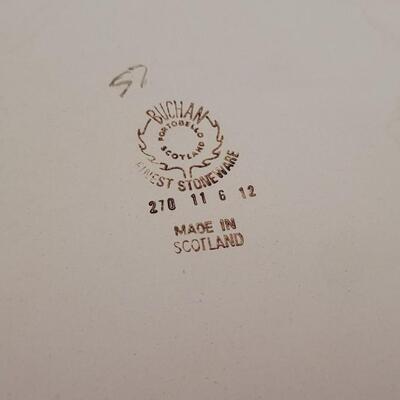 BUCHAN
PORTOBELLO
SCOTLAND
FINEST STONEWARE
270 11 6 12
MADE IN
SCOTLAND